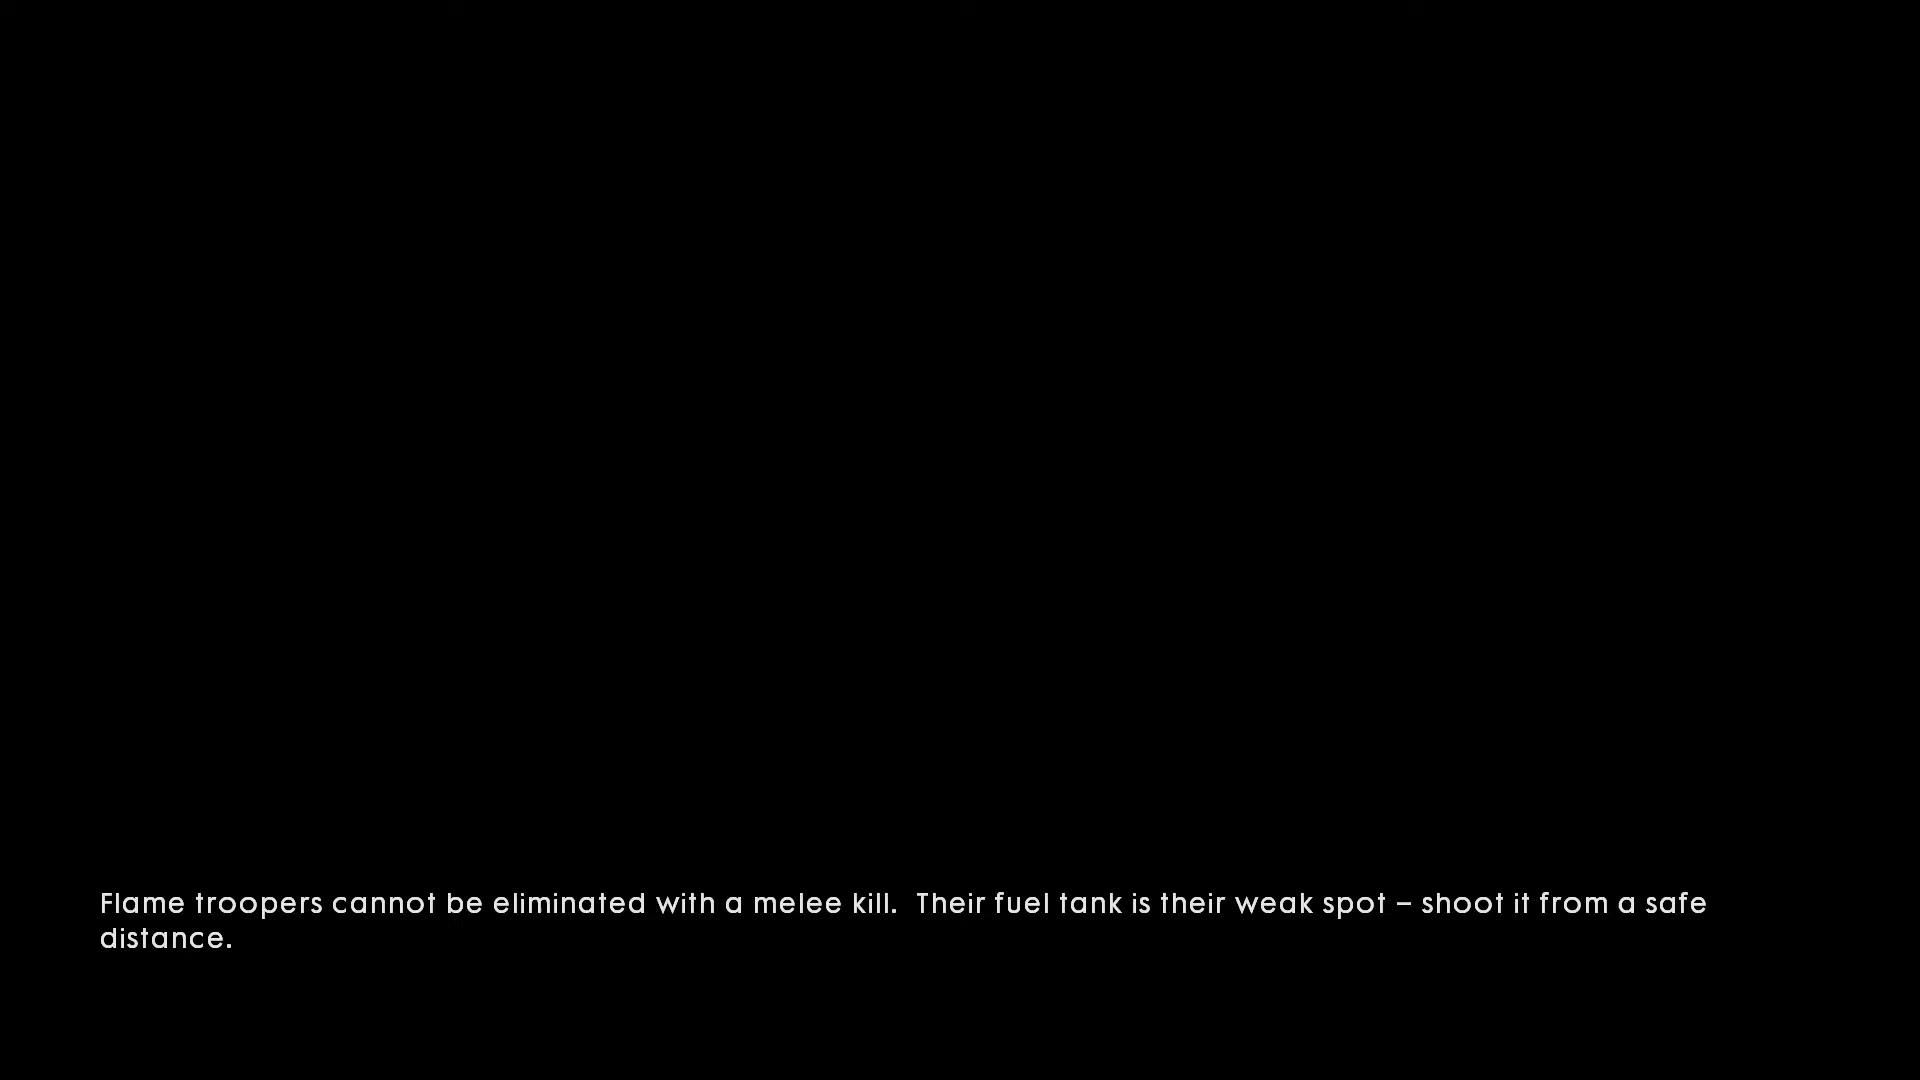 Flame troopers cannot be eliminated with a melee kill.  Their fuel tank is their weak spot – shoot it from a safe
distance.